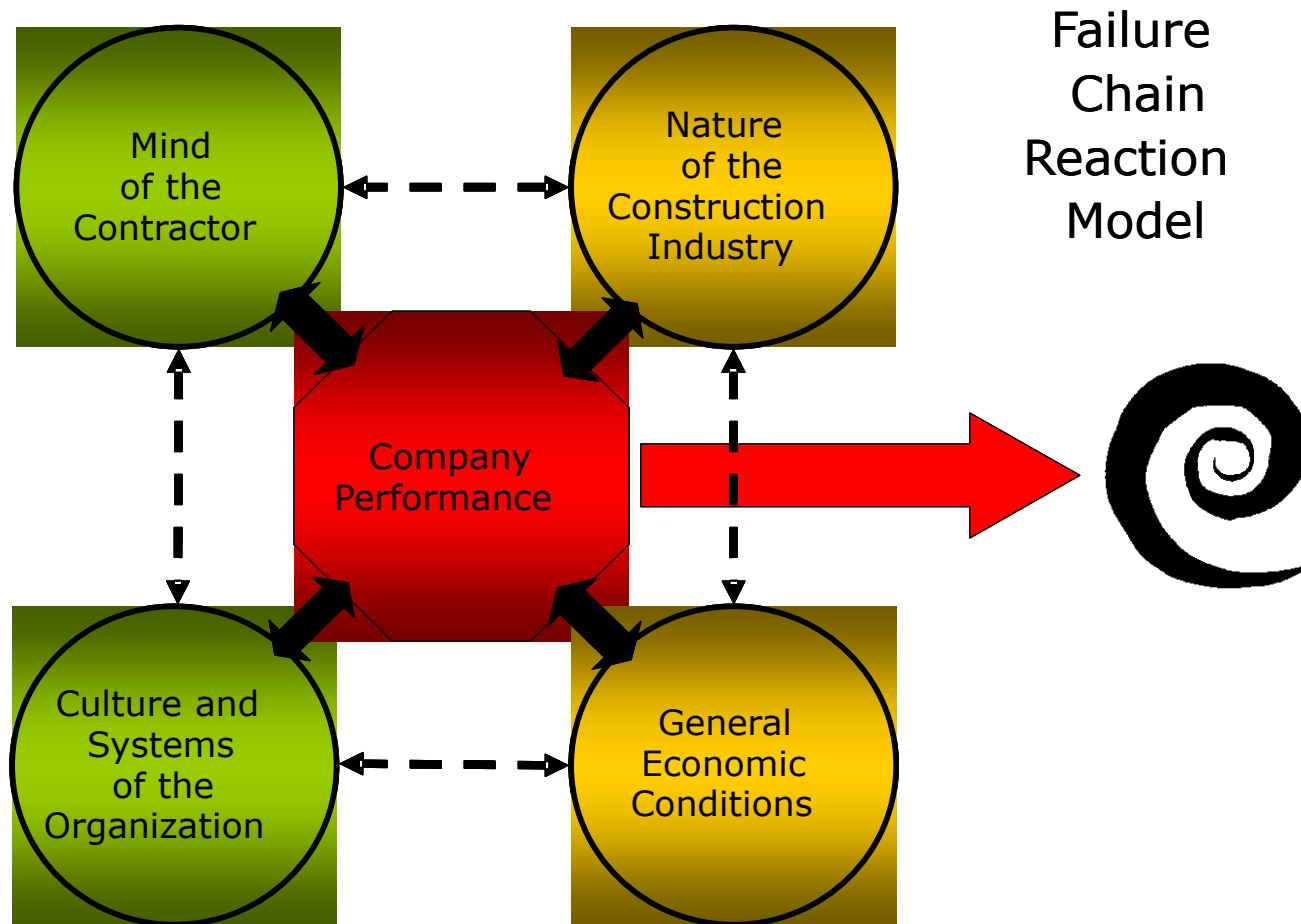 Failure
Chain
Reaction
Model
Mind
of the
Contractor
Nature
of the
Construction
Industry
Company
Performance
Culture and
Systems
of the
Organization
General
Economic
Conditions